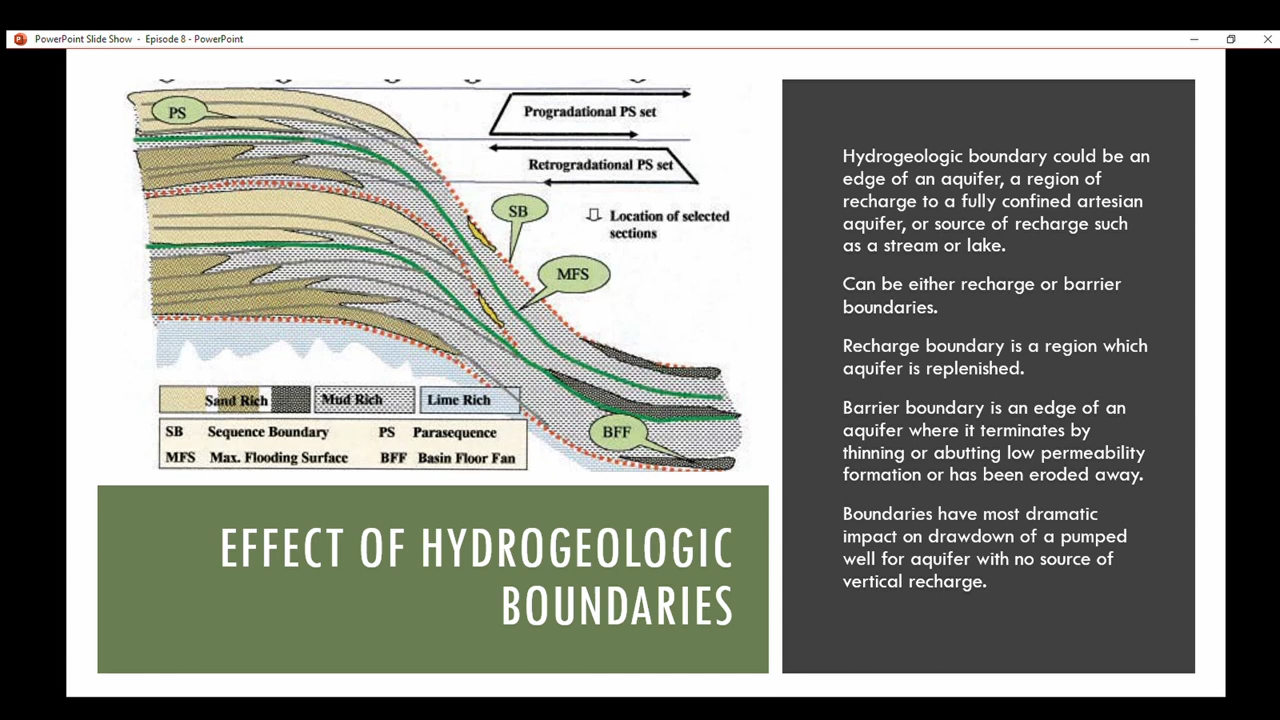 PowerPoint Slide Show - Episode 8 - PowerPoint
PS
Progradational PS set
Retrogradational PS set
SB
Location of selected
sections
MFS
BFF
Sand Rich
Mud Rich
Lime Rich
SB Sequence Boundary PS Parasequence
MFS Max. Flooding Surface BFF Basin Floor Fan
EFFECT OF HYDROGEOLOGIC
BOUNDARIES
Hydrogeologic boundary could be an
edge of an aquifer, a region of
recharge to a fully confined artesian
aquifer, or source of recharge such
as a stream or lake.
Can be either recharge or barrier
boundaries.
Recharge boundary is a region which
aquifer is replenished.
Barrier boundary is an edge of an
aquifer where it terminates by
thinning or abutting low permeability
formation or has been eroded away.
Boundaries have most dramatic
impact on drawdown of a pumped
well for aquifer with no source of
vertical recharge.